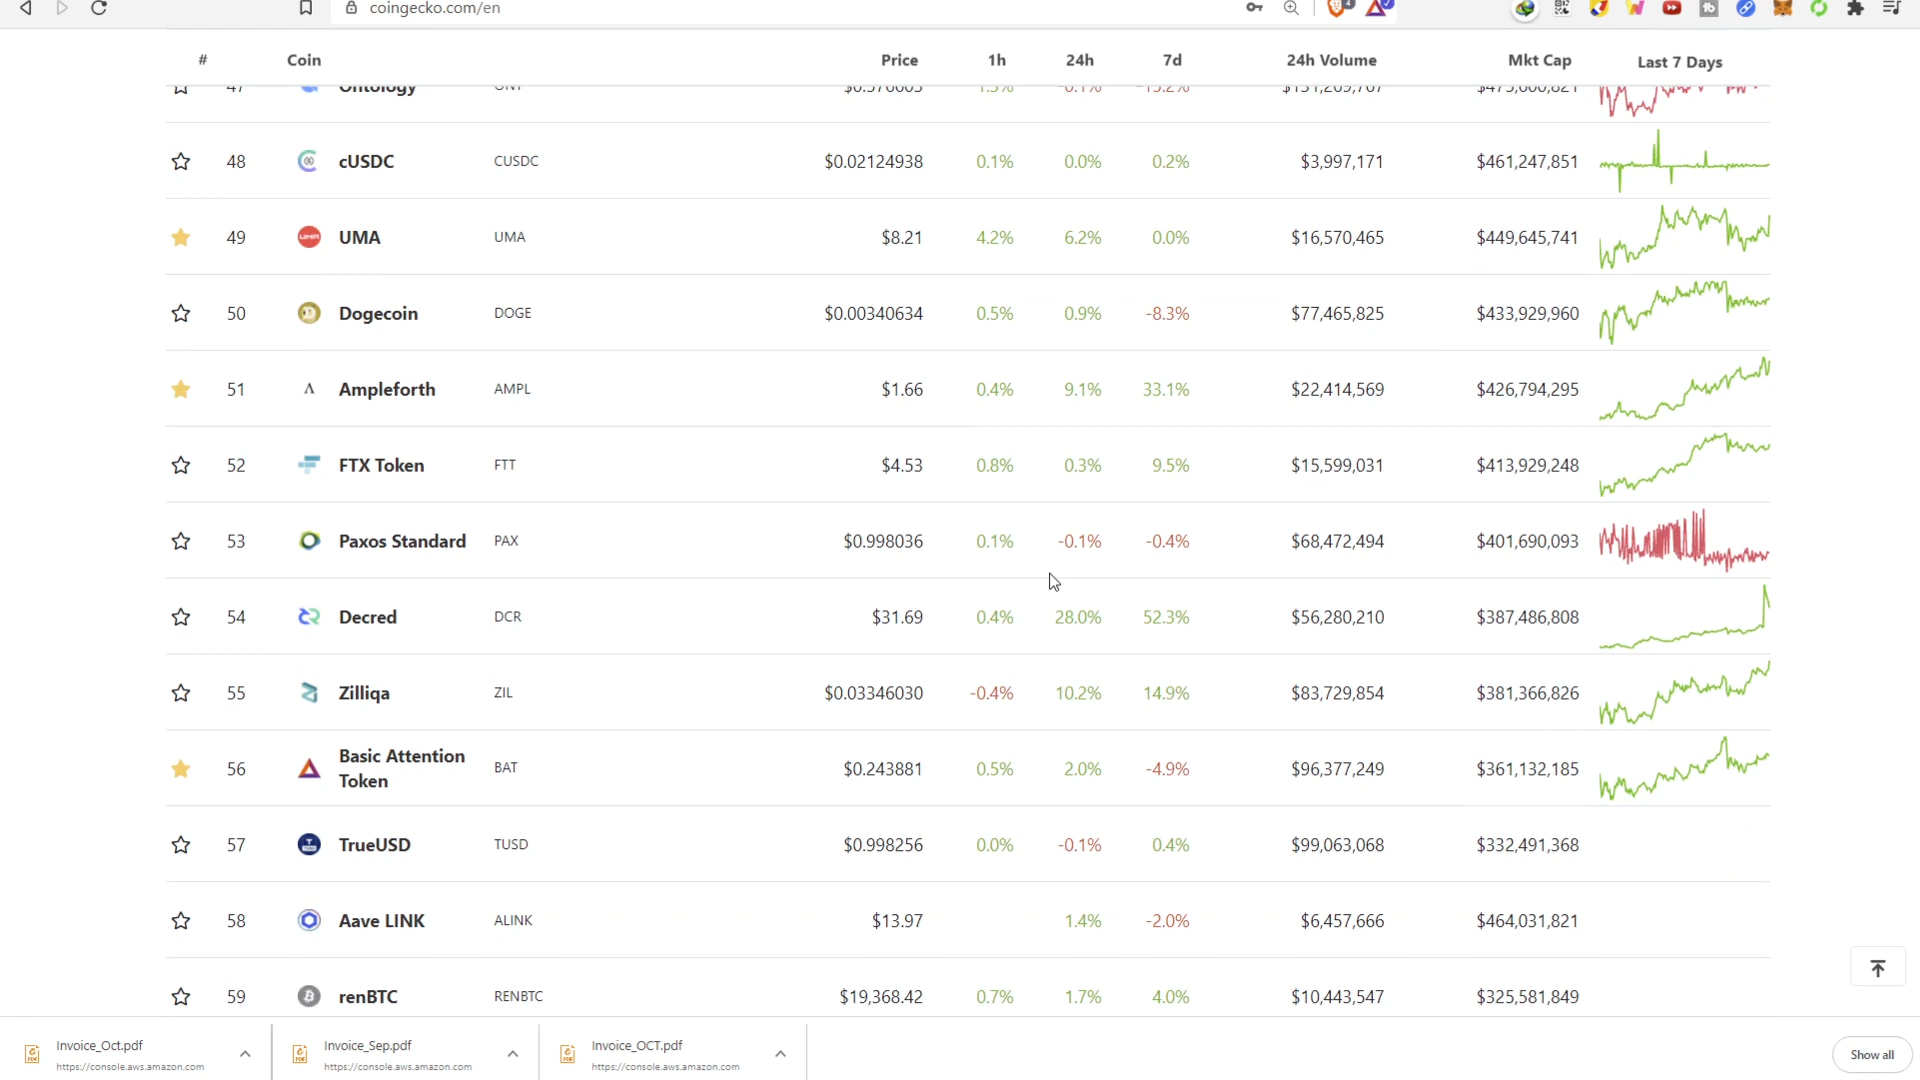 coingecko.com/en
# Coin Price 1h 24h 7d 24h Volume Mkt Cap Last 7 Days
47 Ontology ONT
48 cUSDC CUSDC $0.02124938 0.1% 0.0% 0.2% $3,997,171 $461,247,851
49 UMA UMA $8.21 4.2% 6.2% 0.0% $16,570,465 $449,645,741
50 Dogecoin DOGE $0.00340634 0.5% 0.9% -8.3% $77,465,825 $433,929,960
51 Ampleforth AMPL $1.66 0.4% 9.1% 33.1% $22,414,569 $426,794,295
52 FTX Token FTT $4.53 0.8% 0.3% 9.5% $15,599,031 $413,929,248
53 Paxos Standard PAX $0.998036 0.1% -0.1% -0.4% $68,472,494 $401,690,093
54 Decred DCR $31.69 0.4% 28.0% 52.3% $56,280,210 $387,486,808
55 Zilliqa ZIL $0.03346030 -0.4% 10.2% 14.9% $83,729,854 $381,366,826
56 Basic Attention Token BAT $0.243881 0.5% 2.0% -4.9% $96,377,249 $361,132,185
57 TrueUSD TUSD $0.998256 0.0% -0.1% 0.4% $99,063,068 $332,491,368
58 Aave LINK ALINK $13.97 1.4% -2.0% $6,457,666 $464,031,821
59 renBTC RENBTC $19,368.42 0.7% 1.7% 4.0% $10,443,547 $325,581,849
Invoice_Oct.pdf Invoice_Sep.pdf Invoice_OCT.pdf Show all
https://console.aws.amazon.com https://console.aws.amazon.com https://console.aws.amazon.com